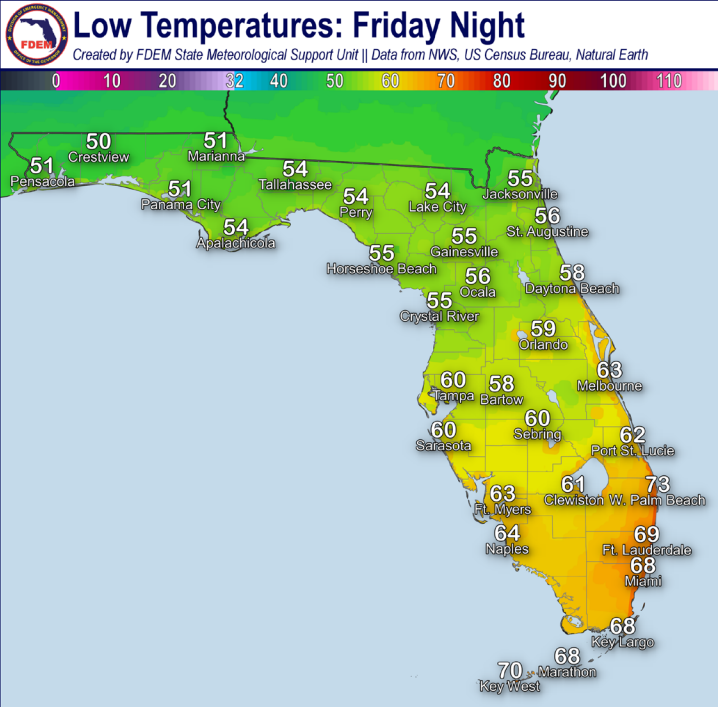 Low Temperatures: Friday Night
Created by FDEM State Meteorological Support Unit || Data from NWS, US Census Bureau, Natural Earth
FDEM
0 10 20 32 40 50 60 70 80 90 100 110
50
Crestview
51
Marianna
51
Pensacola
54
Tallahassee
51
Panama City
54
Perry
54
Lake City
55
Jacksonville
54
Apalachicola
56
St. Augustine
55
Gainesville
55
Horseshoe Beach
56
Ocala
58
Daytona Beach
55
Crystal River
59
Orlando
63
Melbourne
60
Tampa
58
Bartow
60
Sebring
60
Sarasota
62
Port St. Lucie
63
Ft. Myers
61
Clewiston
73
W. Palm Beach
64
Naples
69
Ft. Lauderdale
68
Miami
68
Key Largo
68
Marathon
70
Key West